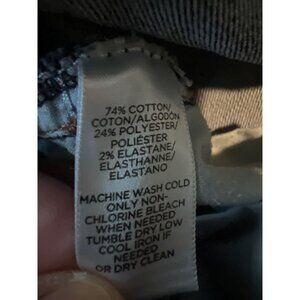 74% COTTON/
COTON/ALGODÓN
24% POLYESTER/
POLIÉSTER
2% ELASTANE/
ELASTHANNE/
ELASTANO
MACHINE WASH COLD
ONLY NON-
CHLORINE BLEACH
WHEN NEEDED
TUMBLE DRY LOW
COOL IRON IF
NEEDED
OR DRY CLEAN